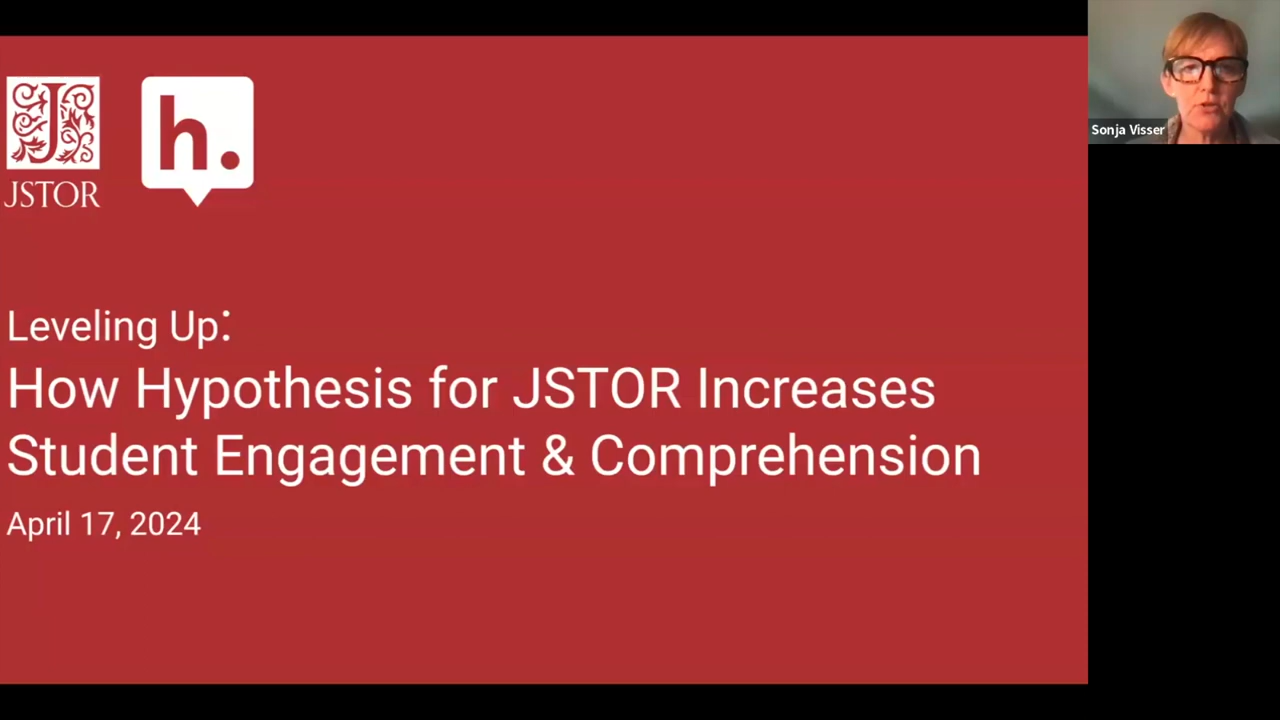 JSTOR
h.
Leveling Up:
How Hypothesis for JSTOR Increases
Student Engagement & Comprehension
April 17, 2024
Sonja Visser